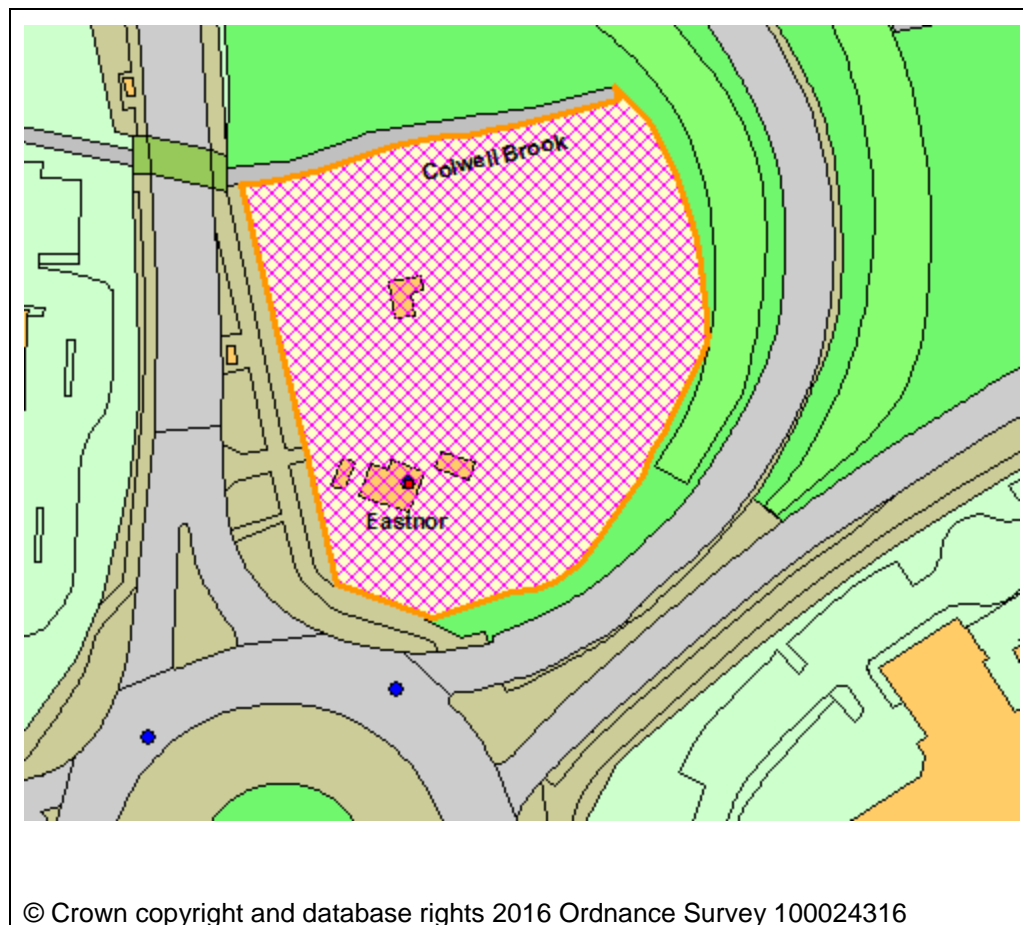 Colwell Brook
Eastnor
© Crown copyright and database rights 2016 Ordnance Survey 100024316